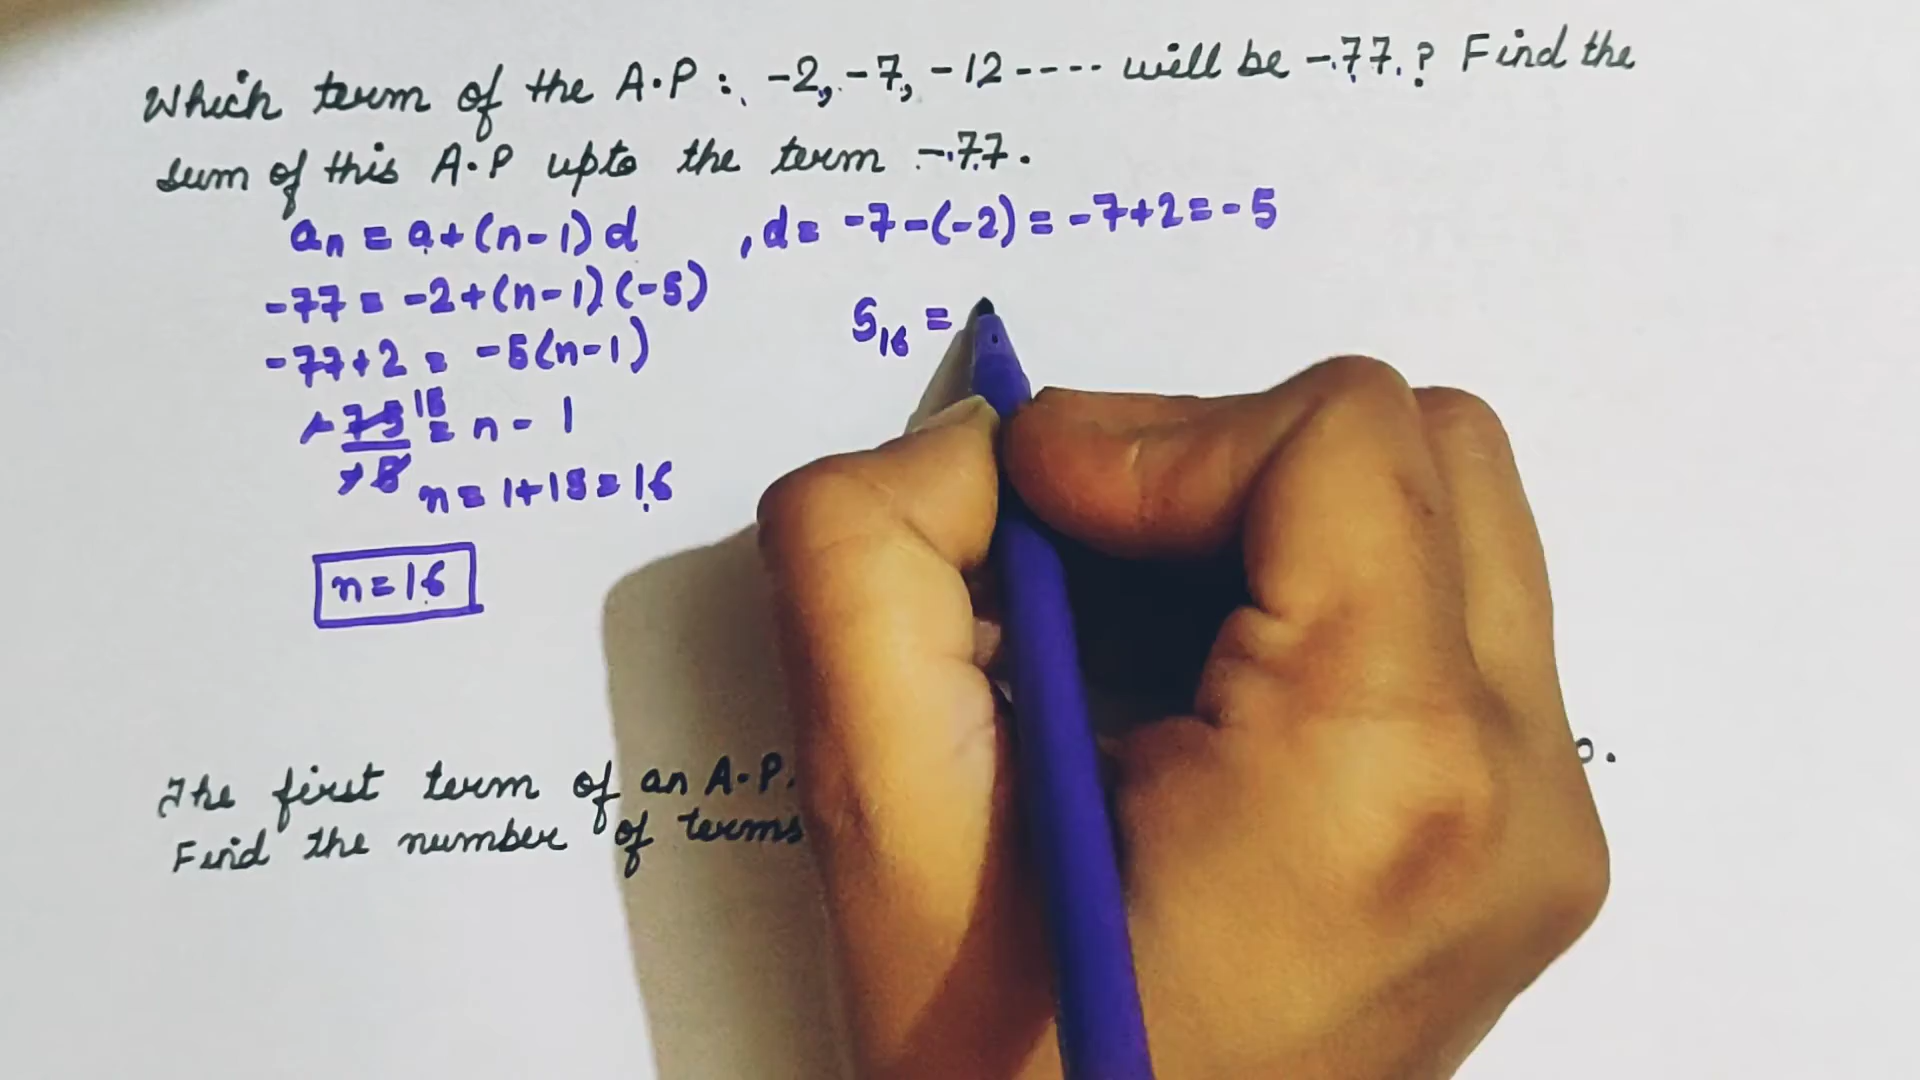 Which term of the A.P: -2, -7, -12 ---- will be -77? Find the
sum of this A.P upto the term -77.
an = a + (n-1)d , d = -7-(-2) = -7+2 = -5
-77 = -2+(n-1)(-5)
S16 =
-77+2 = -5(n-1)
-75/-5 15 = n - 1
n = 1+15 = 16
n = 16
The first term of an A.P.
Find the number of terms